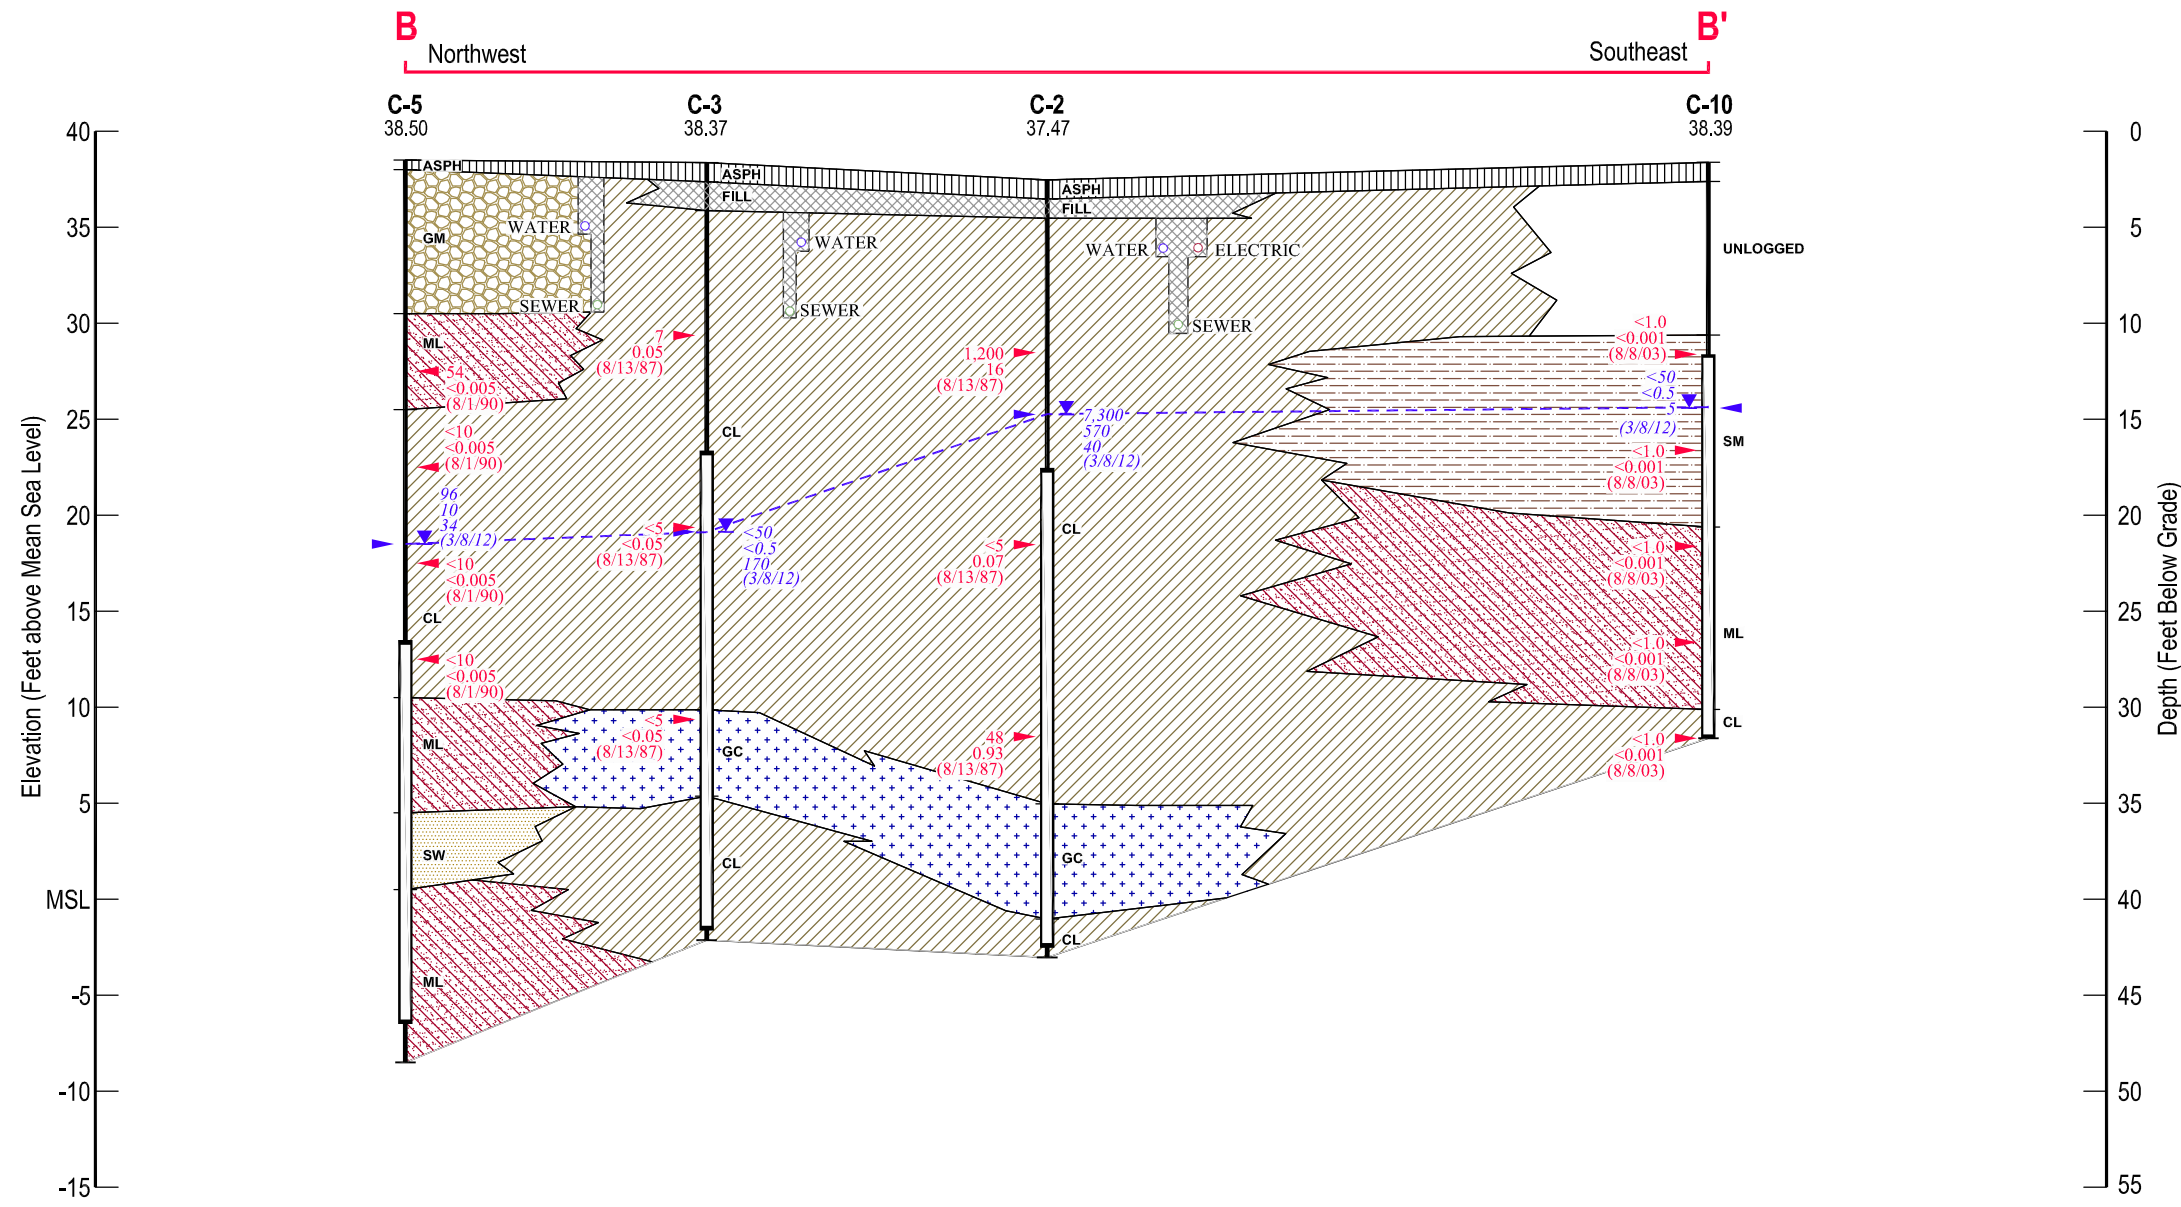 B
B'
Northwest
Southeast
C-5
38.50
C-3
38.37
C-2
37.47
C-10
38.39
Elevation (Feet above Mean Sea Level)
40
35
30
25
20
15
10
5
MSL
-5
-10
-15
ASPH
GM
WATER
SEWER
ML
54
<0.005
(8/1/90)
<10
<0.005
(8/1/90)
96
10
34
(3/8/12)
<10
<0.005
(8/1/90)
CL
<10
<0.005
(8/1/90)
ML
SW
ML
ASPH
FILL
WATER
SEWER
7
0.05
(8/13/87)
CL
<5
<0.05
(8/13/87)
<50
<0.5
170
(3/8/12)
<5
<0.05
(8/13/87)
GC
CL
ASPH
FILL
WATER
ELECTRIC
SEWER
1,200
16
(8/13/87)
7,300
570
40
(3/8/12)
CL
<5
0.07
(8/13/87)
48
0.93
(8/13/87)
GC
CL
UNLOGGED
<1.0
<0.001
(8/8/03)
<50
<0.5
5
(3/8/12)
SM
<1.0
<0.001
(8/8/03)
<1.0
<0.001
(8/8/03)
ML
<1.0
<0.001
(8/8/03)
CL
<1.0
<0.001
(8/8/03)
0
5
10
15
20
25
30
35
40
45
50
55
Depth (Feet Below Grade)